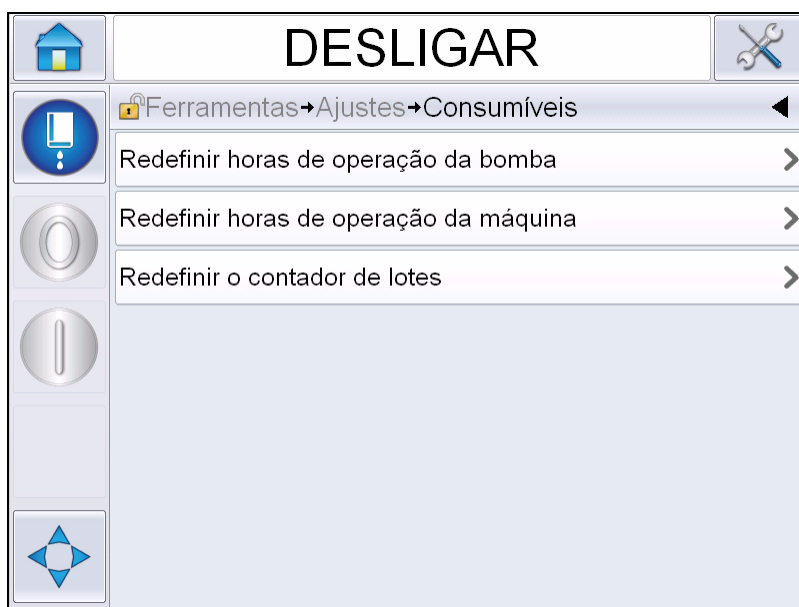 DESLIGAR
Ferramentas→Ajustes→Consumíveis
Redefinir horas de operação da bomba
Redefinir horas de operação da máquina
Redefinir o contador de lotes